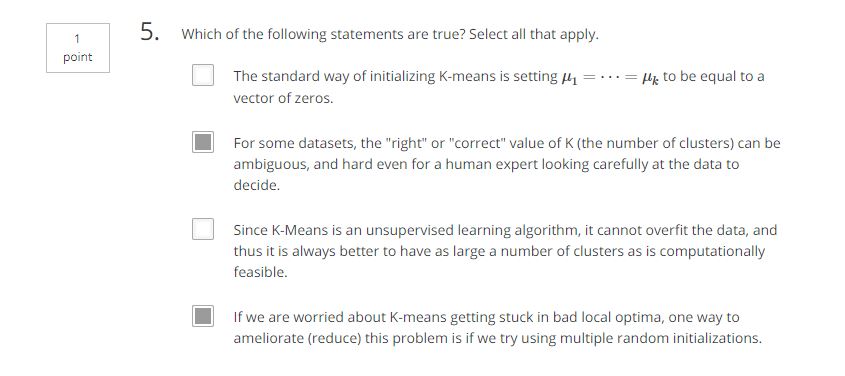 1
point
5. Which of the following statements are true? Select all that apply.
The standard way of initializing K-means is setting μ₁ = ⋯ = μₖ to be equal to a
vector of zeros.
For some datasets, the "right" or "correct" value of K (the number of clusters) can be
ambiguous, and hard even for a human expert looking carefully at the data to
decide.
Since K-Means is an unsupervised learning algorithm, it cannot overfit the data, and
thus it is always better to have as large a number of clusters as is computationally
feasible.
If we are worried about K-means getting stuck in bad local optima, one way to
ameliorate (reduce) this problem is if we try using multiple random initializations.